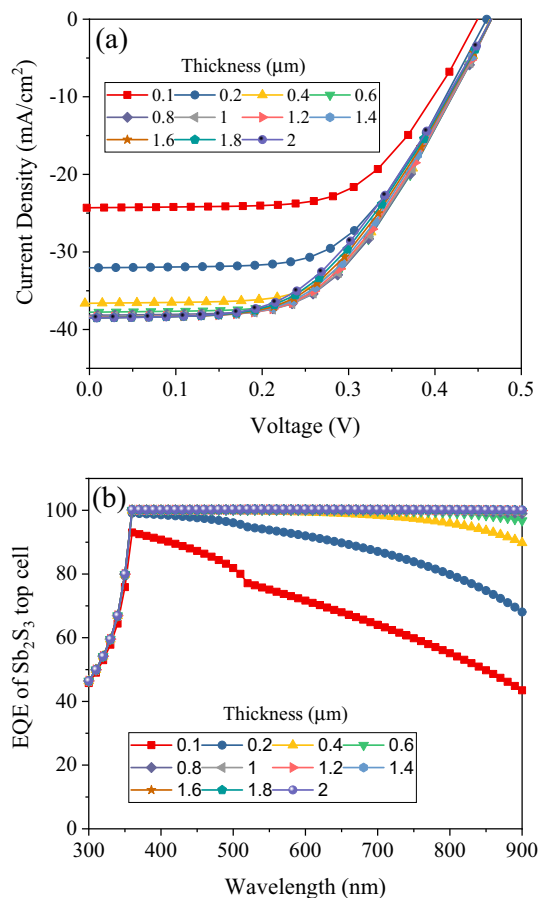 (a)
Thickness (µm)
0.1 0.2 0.4 0.6
0.8 1 1.2 1.4
1.6 1.8 2
Current Density (mA/cm²)
0
-10
-20
-30
-40
0.0 0.1 0.2 0.3 0.4 0.5
Voltage (V)
(b)
EQE of Sb₂S₃ top cell
100
80
60
40
20
0
Thickness (µm)
0.1 0.2 0.4 0.6
0.8 1 1.2 1.4
1.6 1.8 2
300 400 500 600 700 800 900
Wavelength (nm)